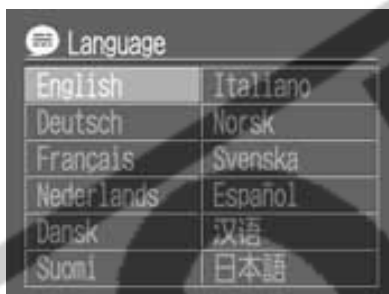 Language
English Italiano
Deutsch Norsk
Français Svenska
Nederlands Español
Dansk 汉语
Suomi 日本語